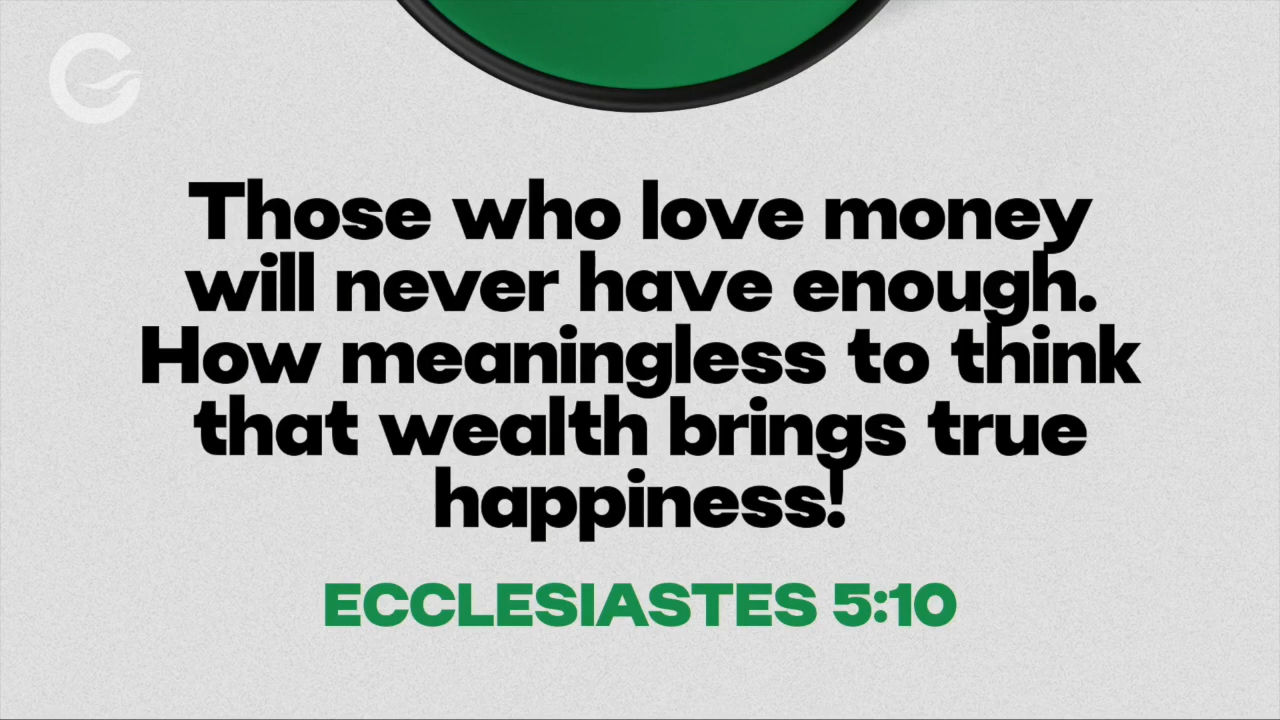 Those who love money
will never have enough.
How meaningless to think
that wealth brings true
happiness!
ECCLESIASTES 5:10